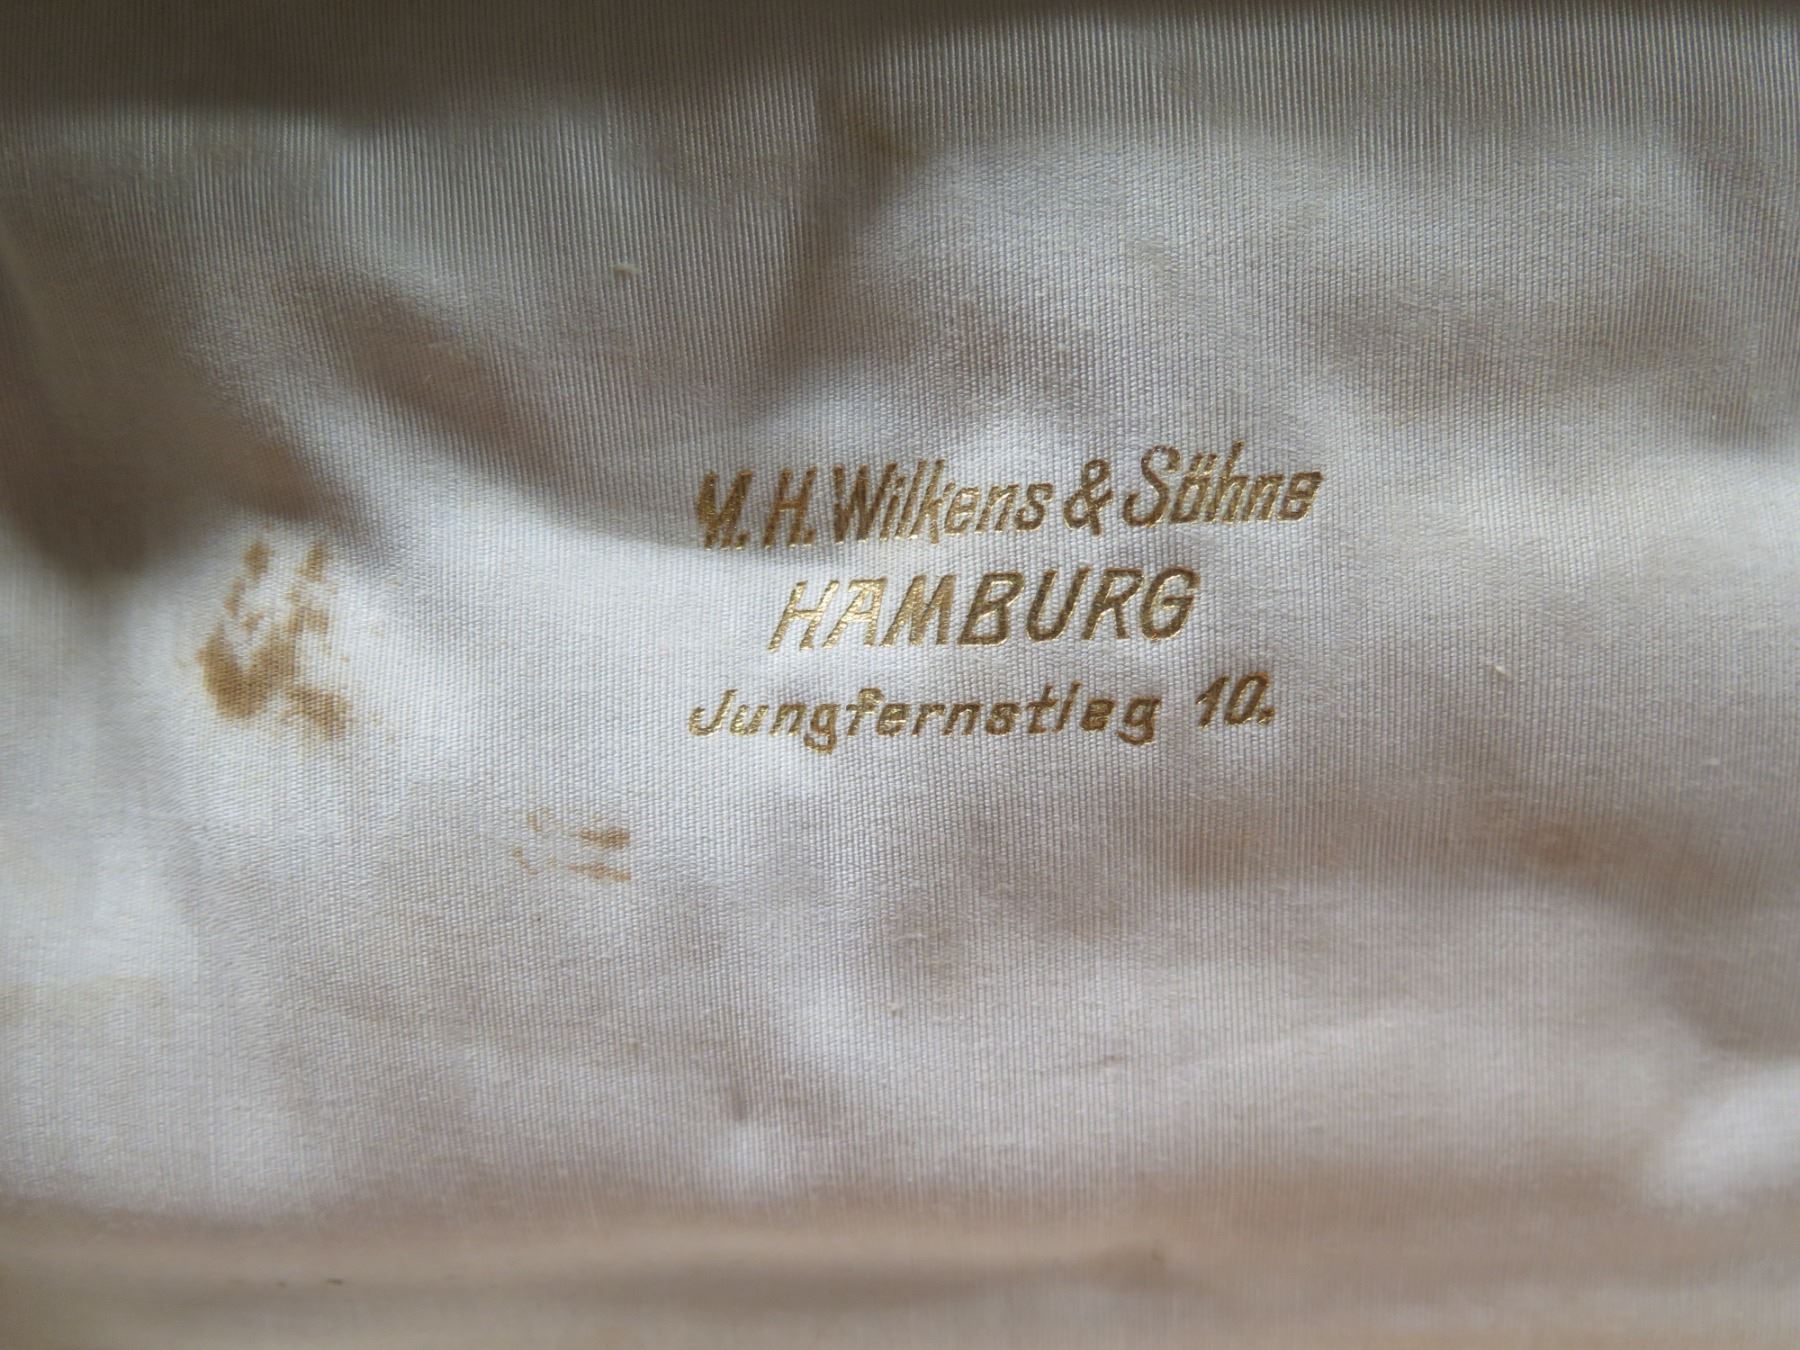 M. H. Wilkens & Söhne
HAMBURG
Jungfernstieg 10.